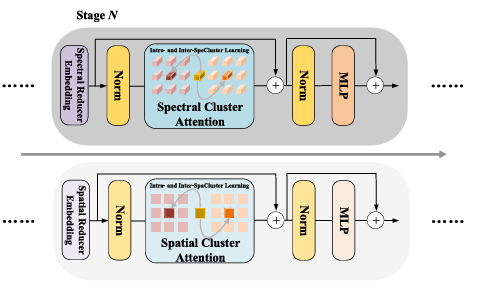 Stage N
Spectral Reducer
Embedding
Norm
Intra- and Inter-SpeCluster Learning
Spectral Cluster
Attention
+
Norm
MLP
+
Spatial Reducer
Embedding
Norm
Intra- and Inter-SpaCluster Learning
Spatial Cluster
Attention
+
Norm
MLP
+